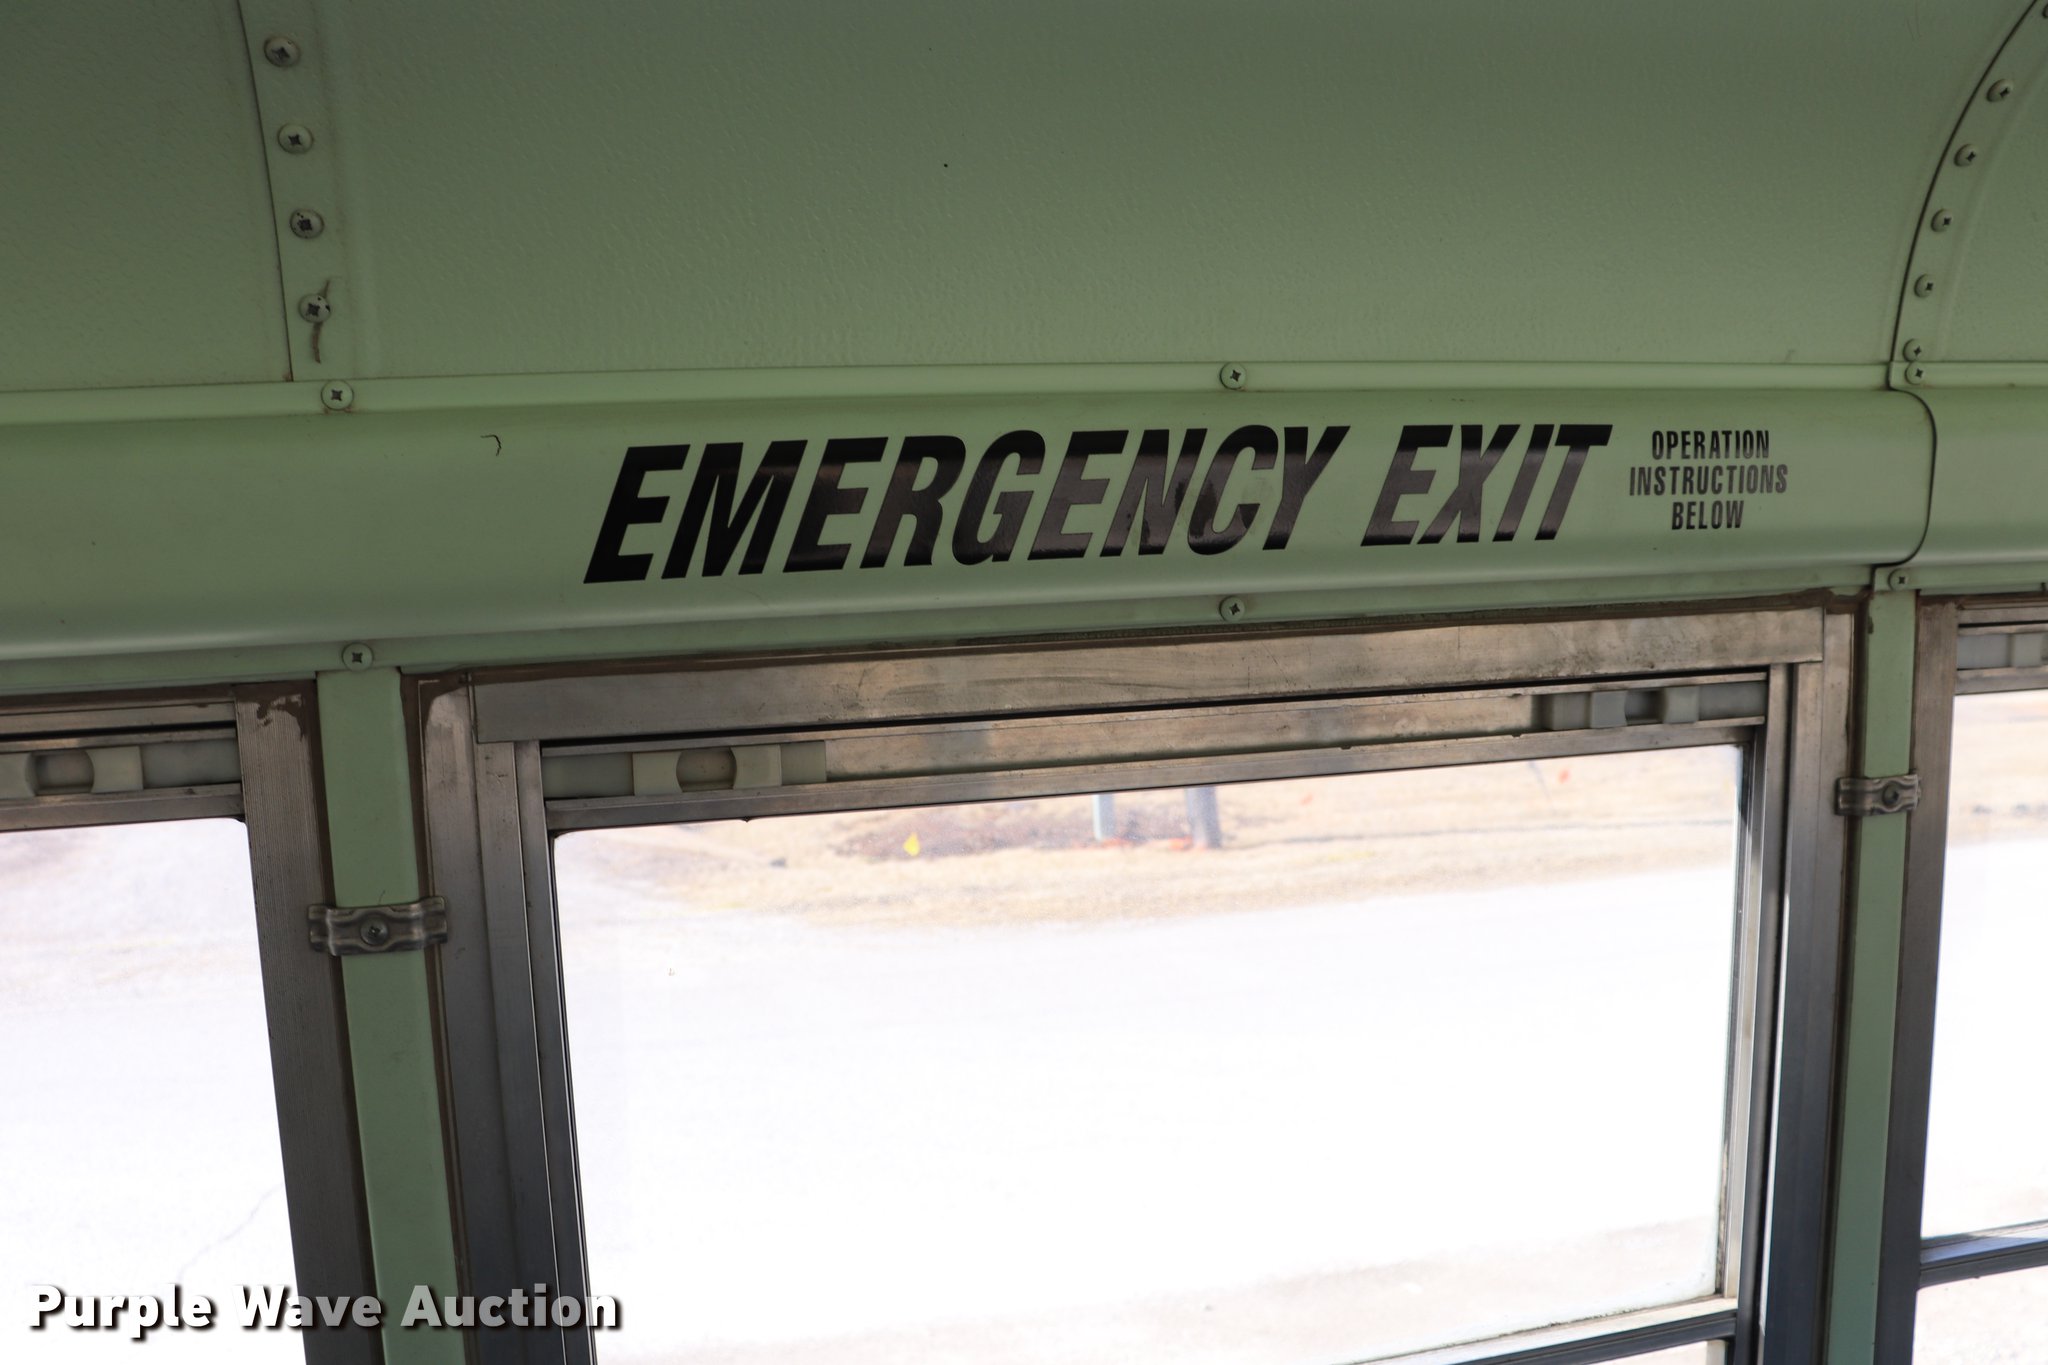 EMERGENCY EXIT
OPERATION
INSTRUCTIONS
BELOW
Purple Wave Auction